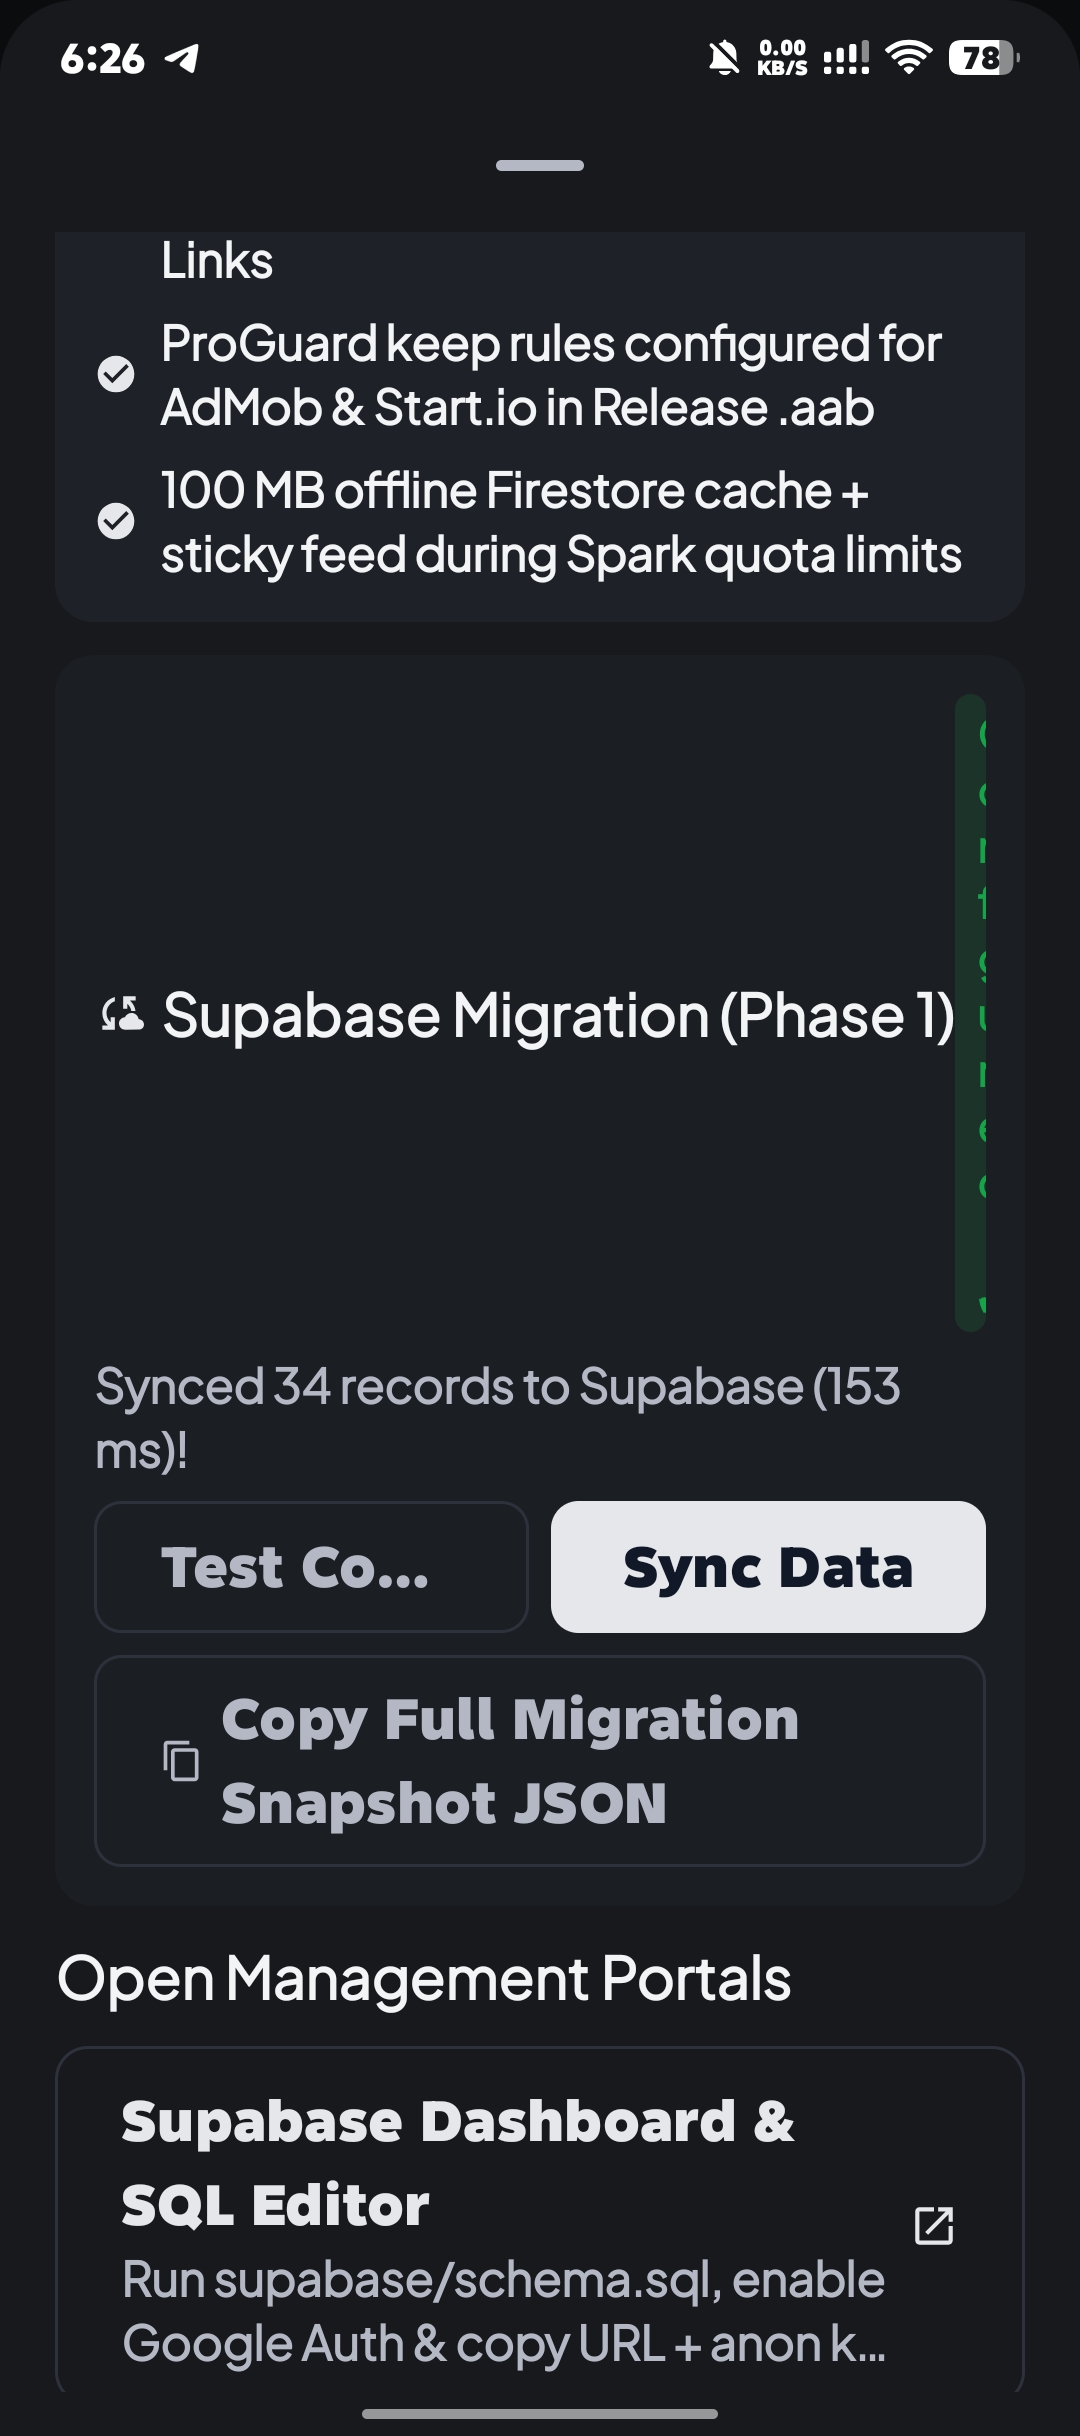 6:26
0.00
KB/S
78
Links
ProGuard keep rules configured for
AdMob & Start.io in Release .aab
100 MB offline Firestore cache +
sticky feed during Spark quota limits
Supabase Migration (Phase 1)
Synced 34 records to Supabase (153
ms)!
Test Co...
Sync Data
Copy Full Migration
Snapshot JSON
Open Management Portals
Supabase Dashboard &
SQL Editor
Run supabase/schema.sql, enable
Google Auth & copy URL + anon k...